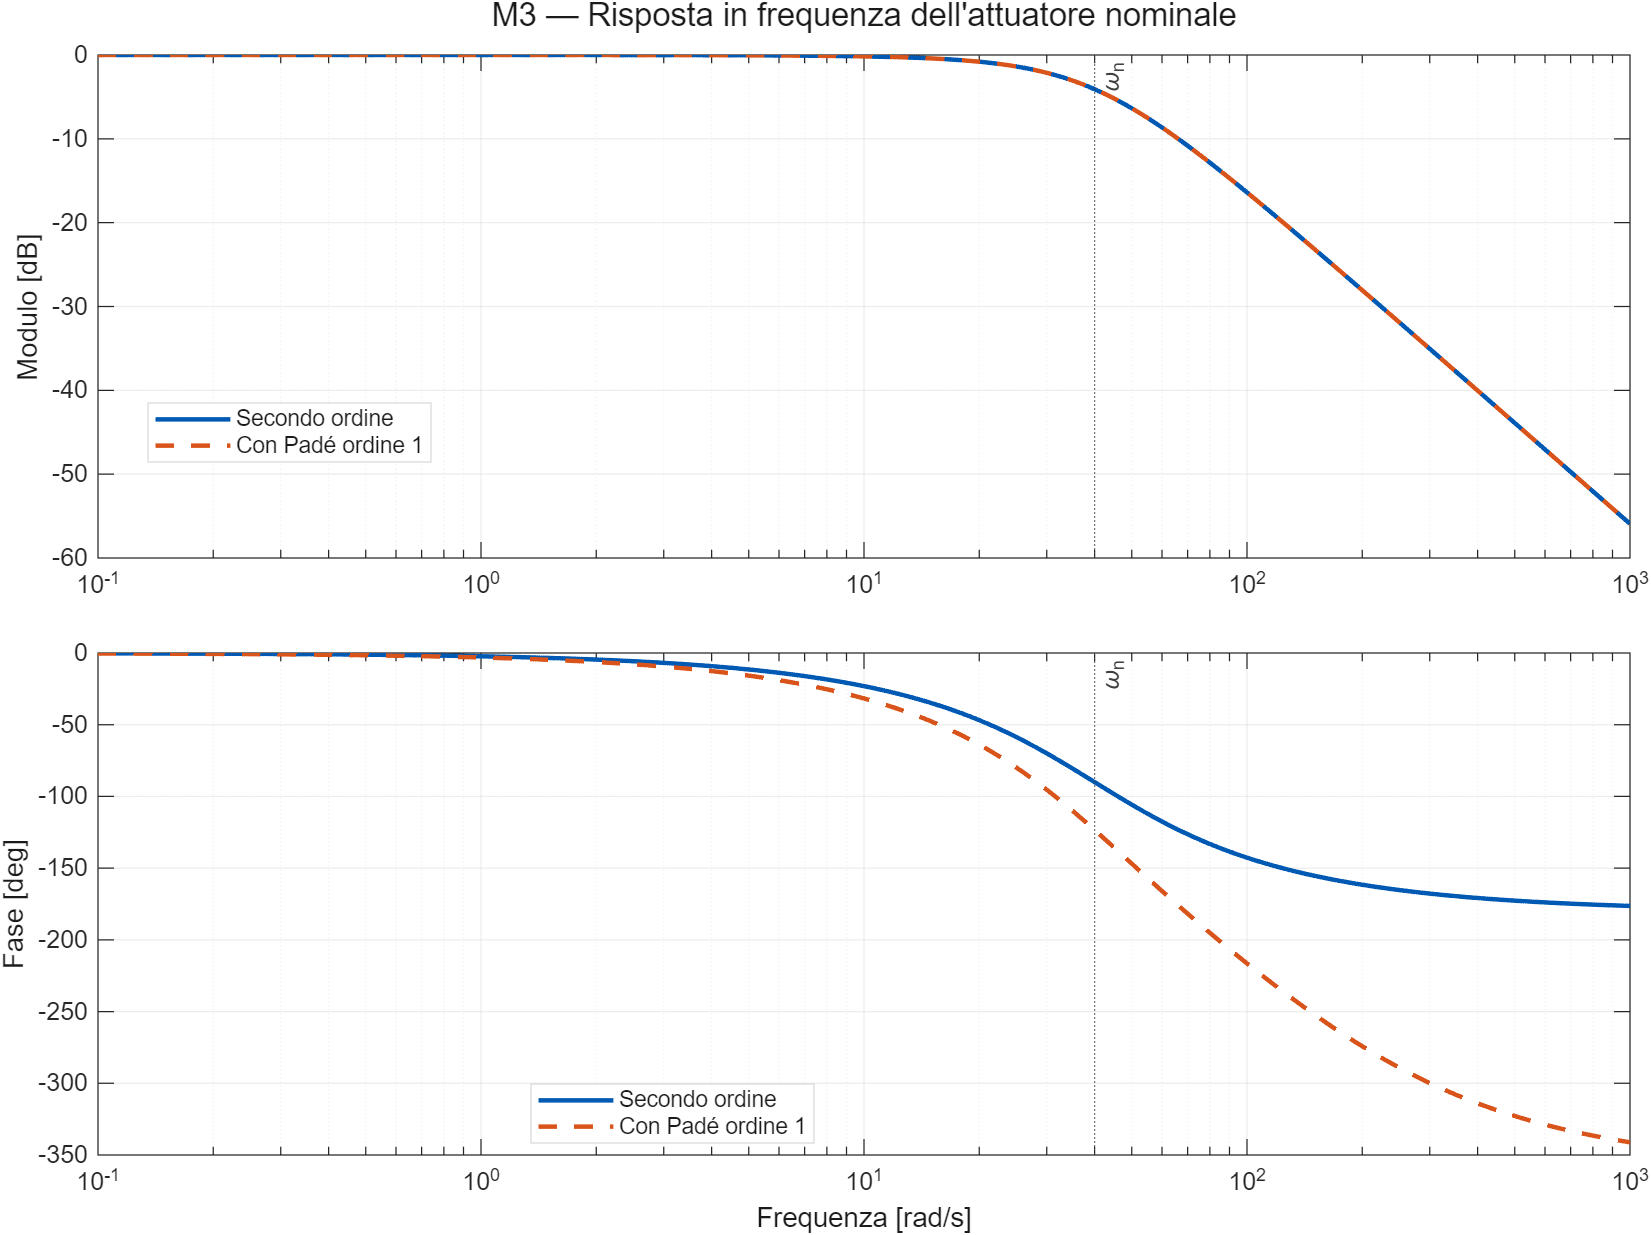 M3 — Risposta in frequenza dell'attuatore nominale
0
-10
-20
-30
-40
-50
-60
Modulo [dB]
ωn
Secondo ordine
Con Padé ordine 1
10-1
100
101
102
103
0
-50
-100
-150
-200
-250
-300
-350
Fase [deg]
ωn
Secondo ordine
Con Padé ordine 1
10-1
100
101
102
103
Frequenza [rad/s]